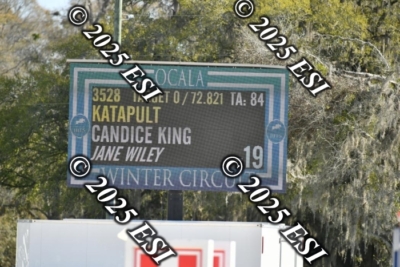 © 2025 ESI
© 2025 ESI
OCALA
3528 TARGET 0 / 72.821 TA: 84
KATAPULT
CANDICE KING
JANE WILEY 19
WINTER CIRCUIT
© 2025 ESI
© 2025 ESI